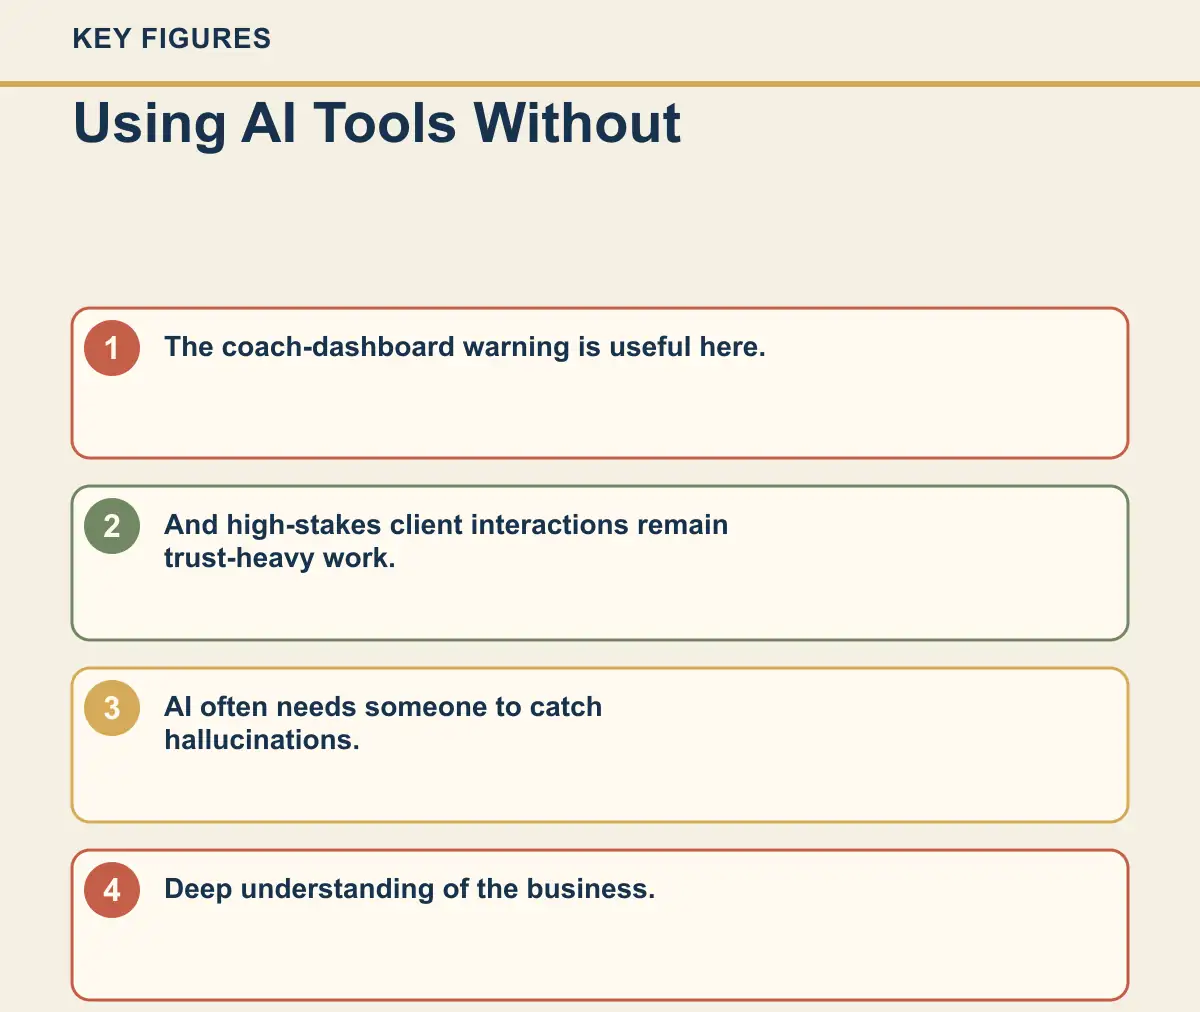 KEY FIGURES
Using AI Tools Without
1
The coach-dashboard warning is useful here.
2
And high-stakes client interactions remain
trust-heavy work.
3
AI often needs someone to catch
hallucinations.
4
Deep understanding of the business.